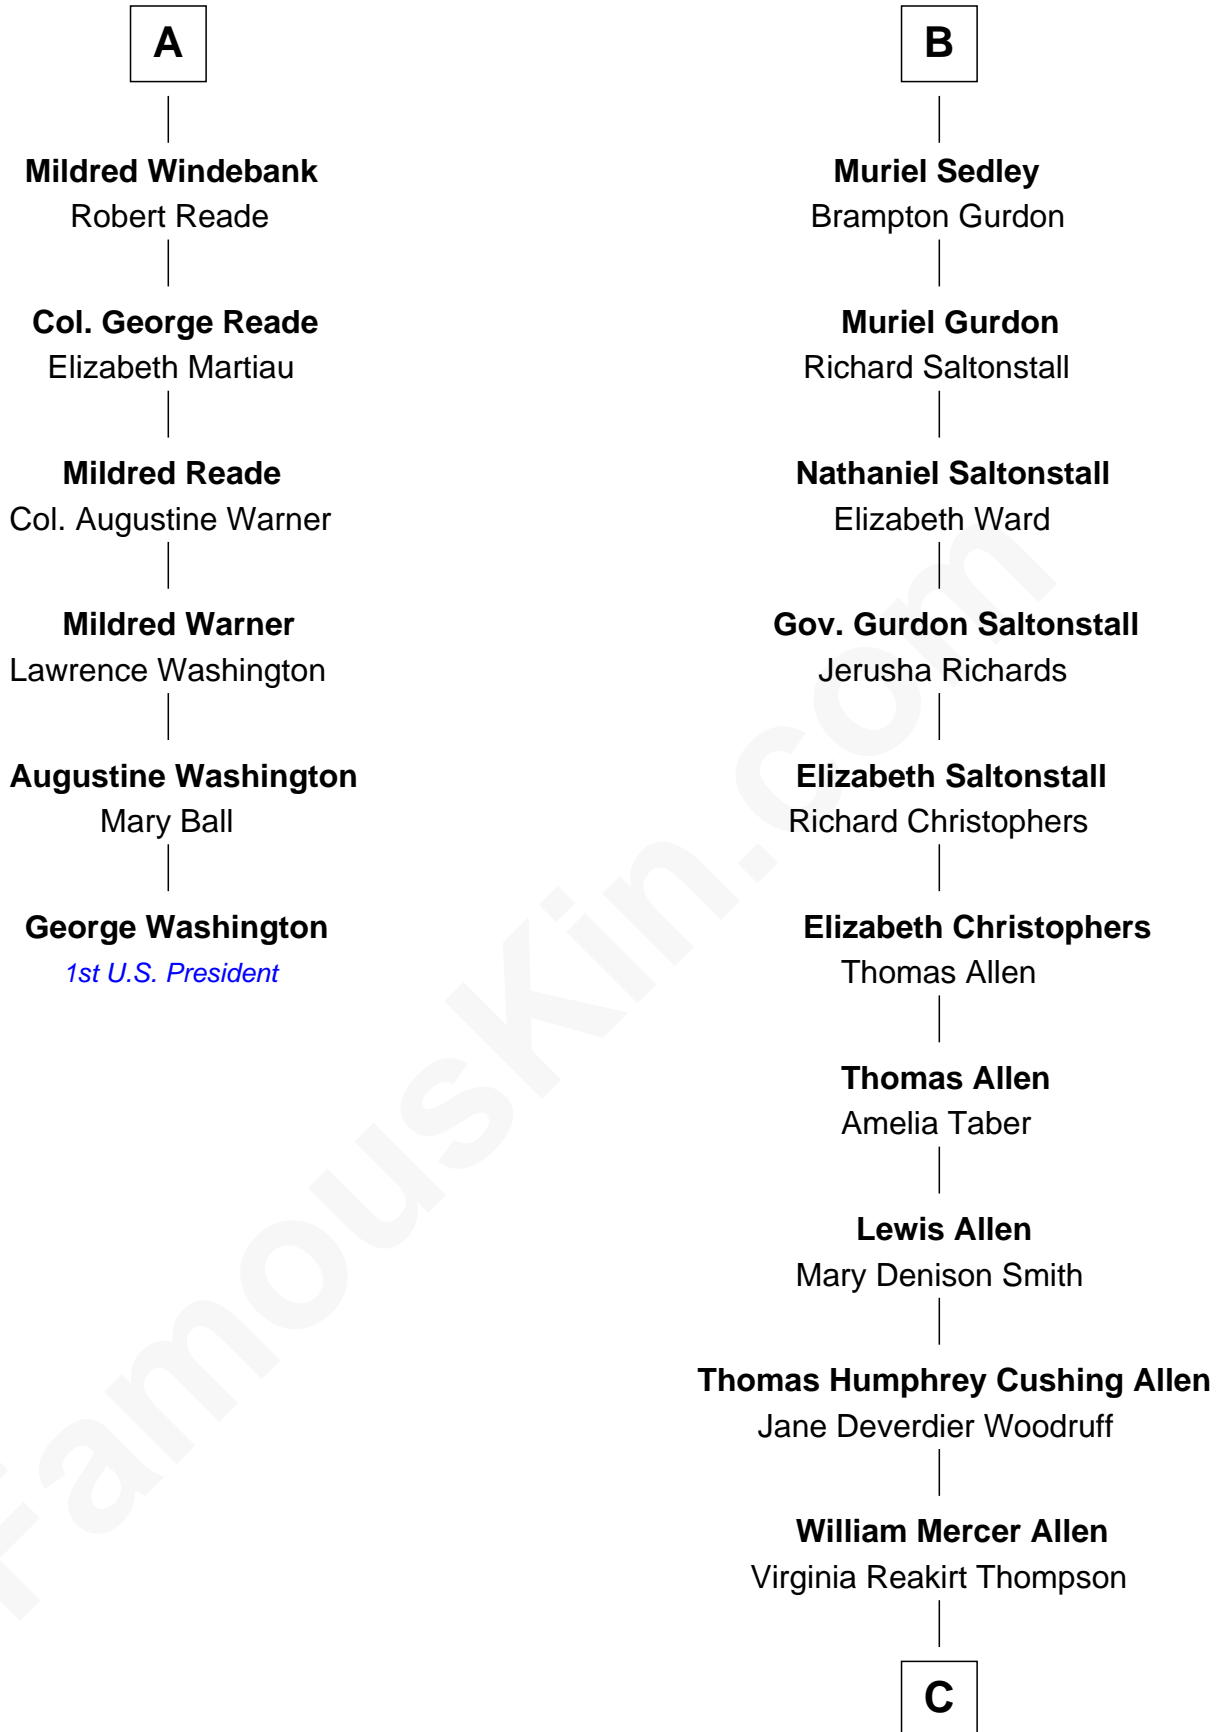 A
Mildred Windebank
Robert Reade
Col. George Reade
Elizabeth Martiau
Mildred Reade
Col. Augustine Warner
Mildred Warner
Lawrence Washington
Augustine Washington
Mary Ball
George Washington
1st U.S. President
B
Muriel Sedley
Brampton Gurdon
Muriel Gurdon
Richard Saltonstall
Nathaniel Saltonstall
Elizabeth Ward
Gov. Gurdon Saltonstall
Jerusha Richards
Elizabeth Saltonstall
Richard Christophers
Elizabeth Christophers
Thomas Allen
Thomas Allen
Amelia Taber
Lewis Allen
Mary Denison Smith
Thomas Humphrey Cushing Allen
Jane Deverdier Woodruff
William Mercer Allen
Virginia Reakirt Thompson
C
FamousKin.com